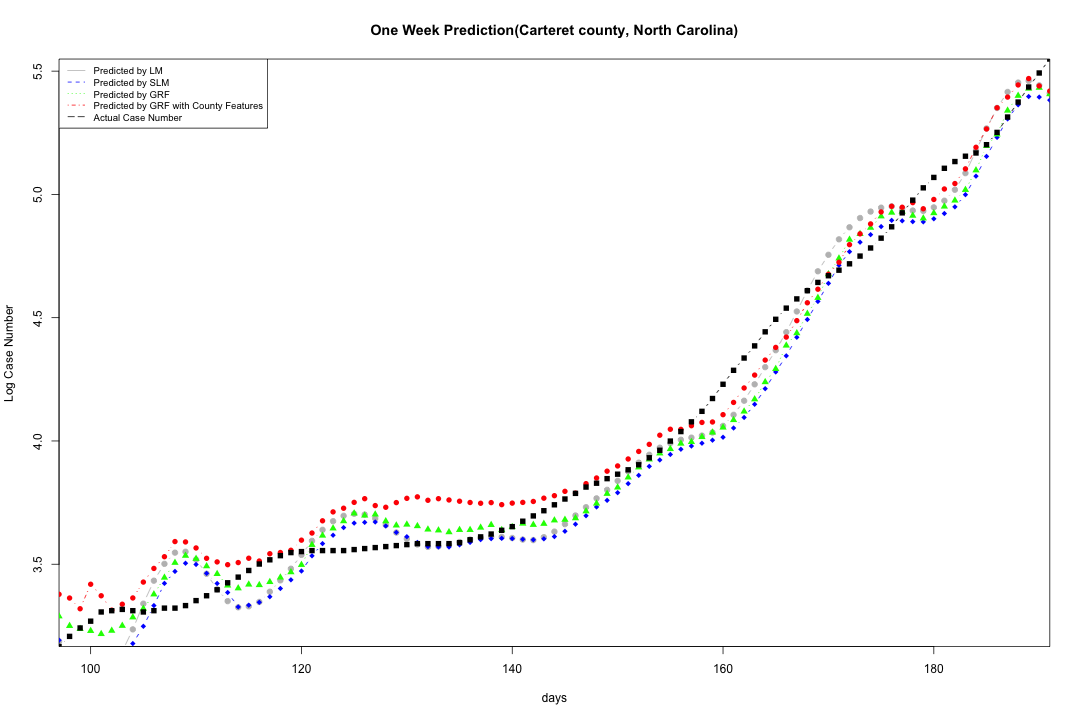 One Week Prediction(Carteret county, North Carolina)
Predicted by LM
Predicted by SLM
Predicted by GRF
Predicted by GRF with County Features
Actual Case Number
5.5
5.0
4.5
4.0
3.5
Log Case Number
100 120 140 160 180
days